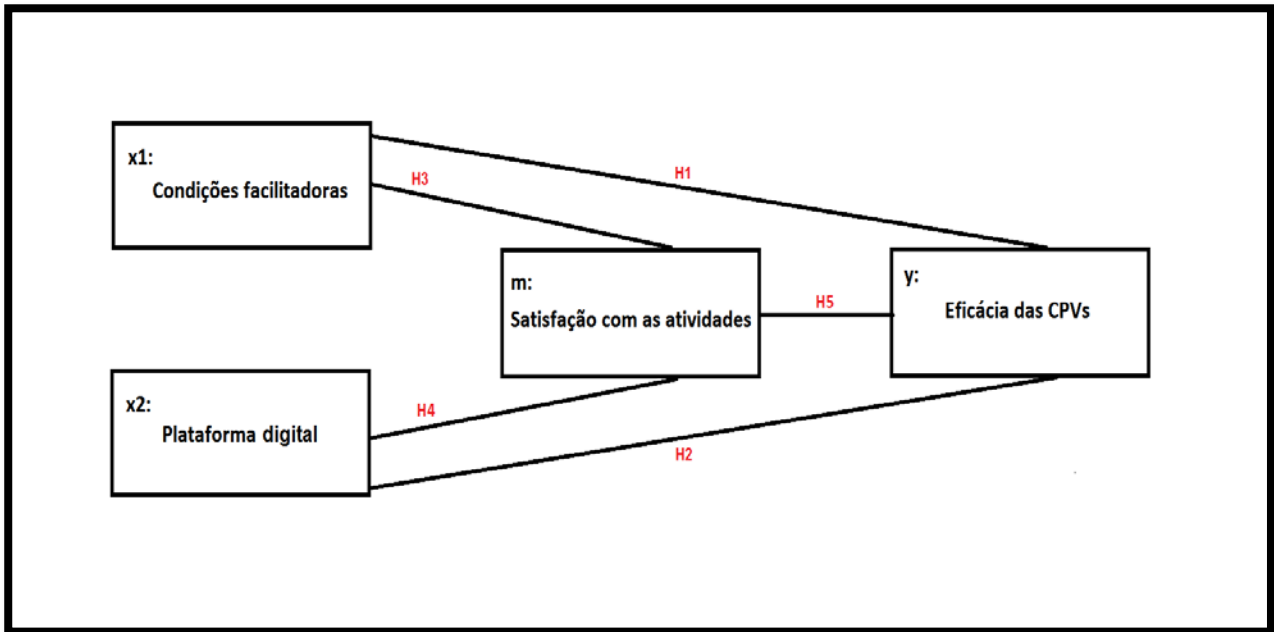 x1:
Condições facilitadoras
H1
H3
m:
Satisfação com as atividades
H5
y:
Eficácia das CPVs
x2:
Plataforma digital
H4
H2